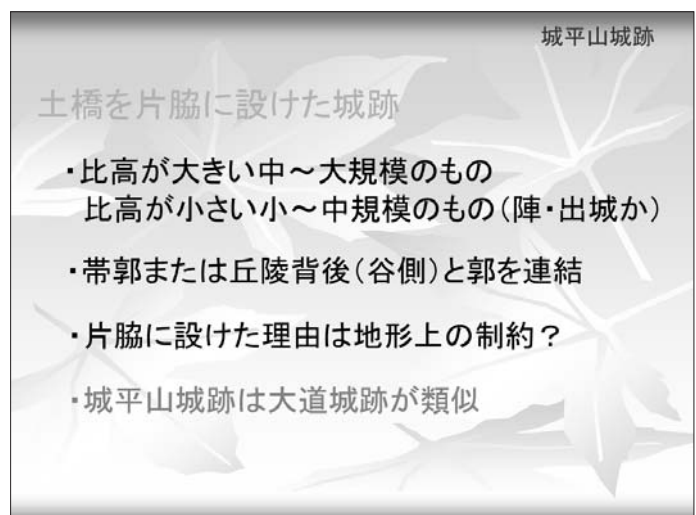 城平山城跡
土橋を片脇に設けた城跡
・比高が大きい中～大規模のもの
比高が小さい小～中規模のもの（陣・出城か）
・帯郭または丘陵背後（谷側）と郭を連結
・片脇に設けた理由は地形上の制約？
・城平山城跡は大道城跡が類似